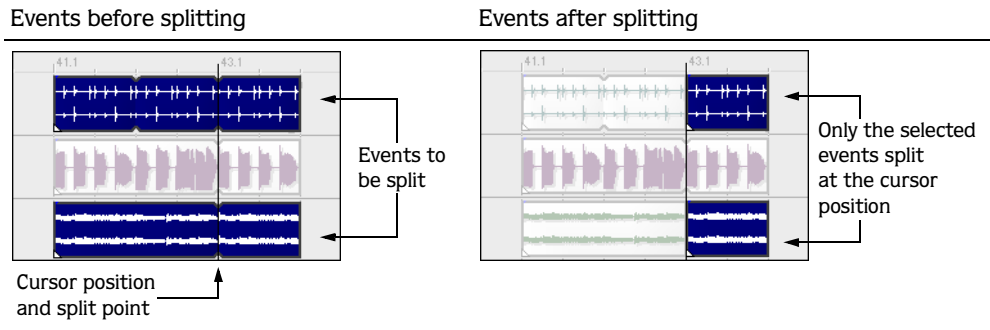 Events before splitting
Events after splitting
41.1 43.1
41.1 43.1
Events to
be split
Only the selected
events split
at the cursor
position
Cursor position
and split point